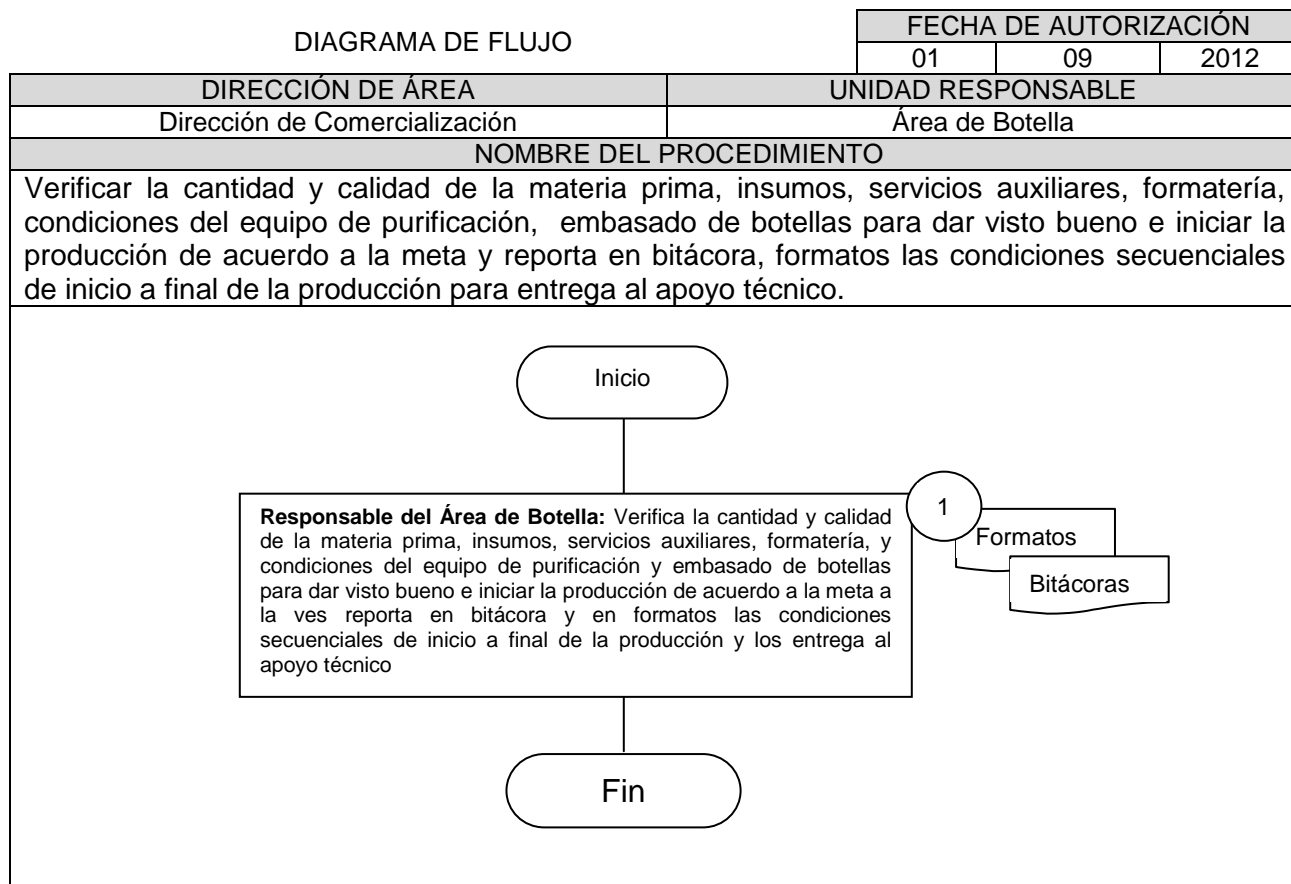 DIAGRAMA DE FLUJO
FECHA DE AUTORIZACIÓN
01 09 2012
DIRECCIÓN DE ÁREA UNIDAD RESPONSABLE
Dirección de Comercialización Área de Botella
NOMBRE DEL PROCEDIMIENTO
Verificar la cantidad y calidad de la materia prima, insumos, servicios auxiliares, formatería,
condiciones del equipo de purificación, embasado de botellas para dar visto bueno e iniciar la
producción de acuerdo a la meta y reporta en bitácora, formatos las condiciones secuenciales
de inicio a final de la producción para entrega al apoyo técnico.
Inicio
Responsable del Área de Botella: Verifica la cantidad y calidad
de la materia prima, insumos, servicios auxiliares, formatería, y
condiciones del equipo de purificación y embasado de botellas
para dar visto bueno e iniciar la producción de acuerdo a la meta a
la ves reporta en bitácora y en formatos las condiciones
secuenciales de inicio a final de la producción y los entrega al
apoyo técnico
1
Formatos
Bitácoras
Fin